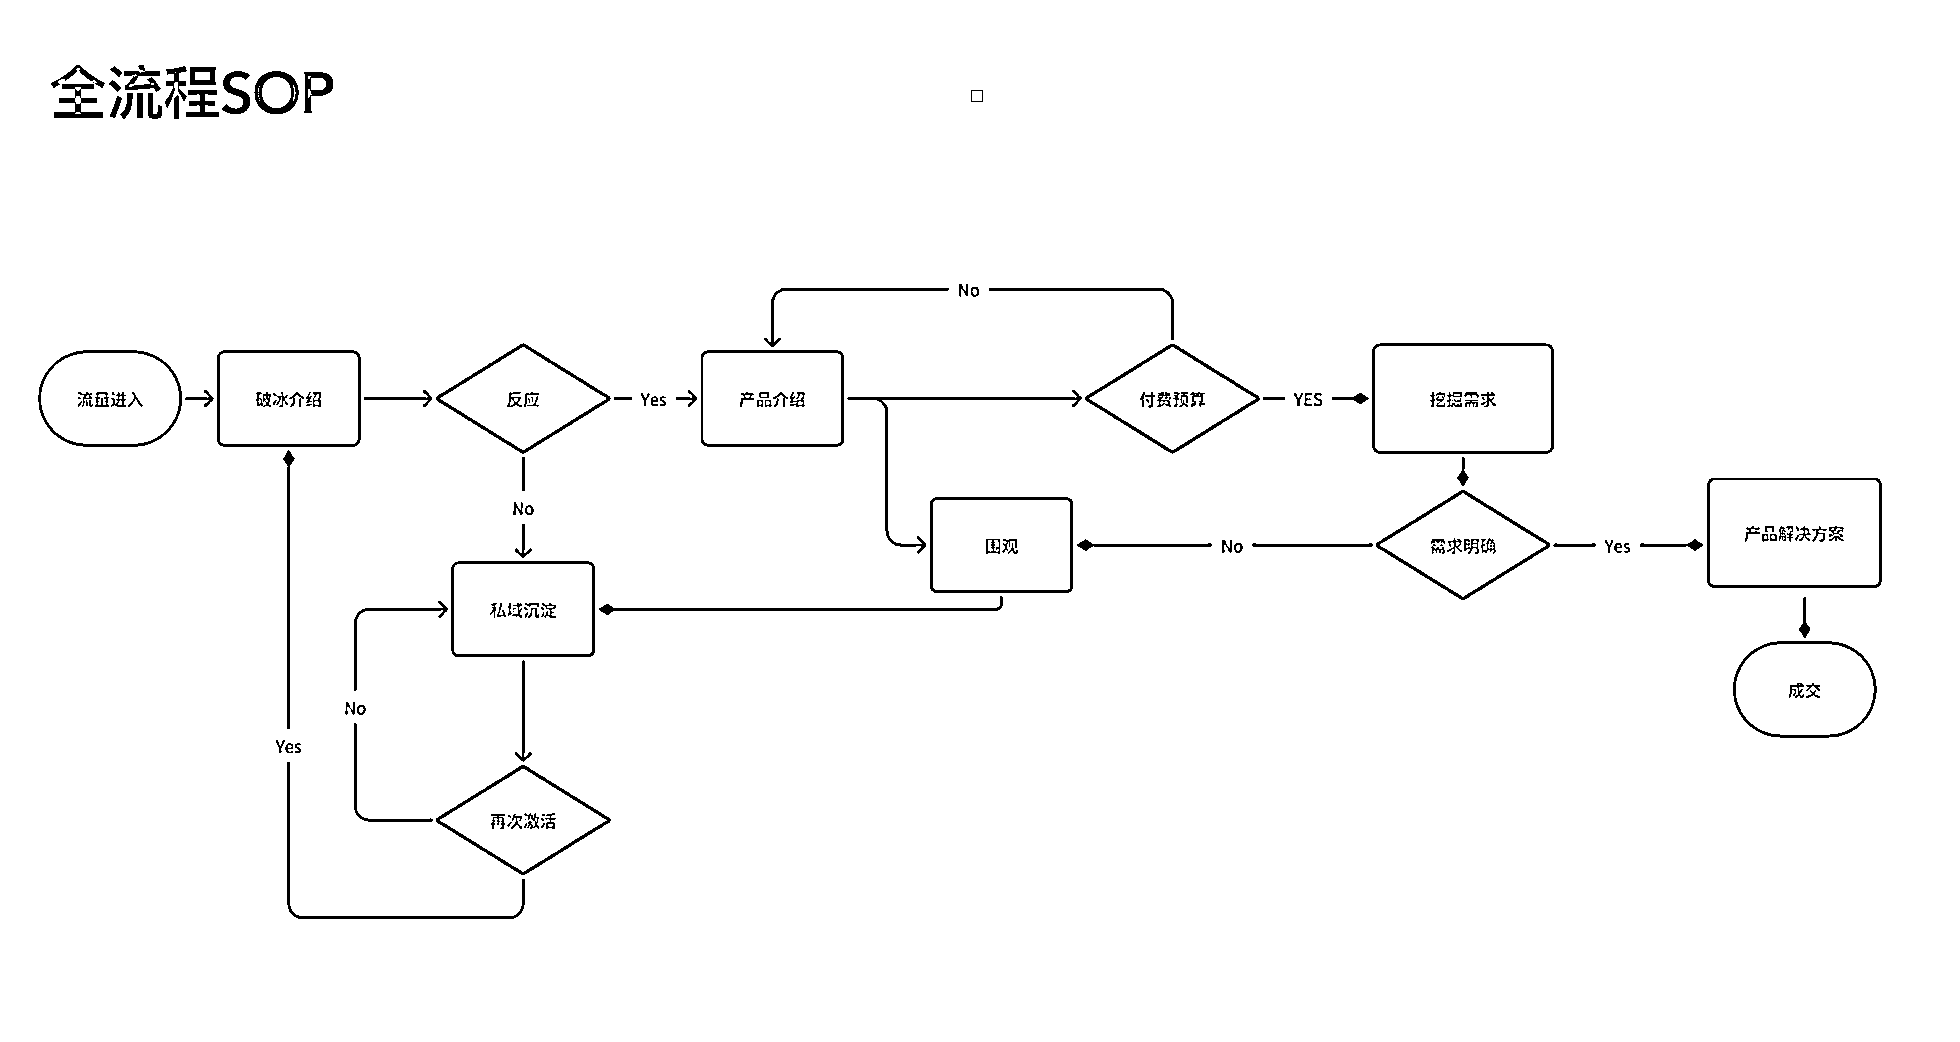 全流程SOP
No
流量进入
破冰介绍
反应
Yes
产品介绍
付费预算
YES
挖掘需求
No
围观
No
需求明确
Yes
产品解决方案
私域沉淀
成交
No
Yes
再次激活